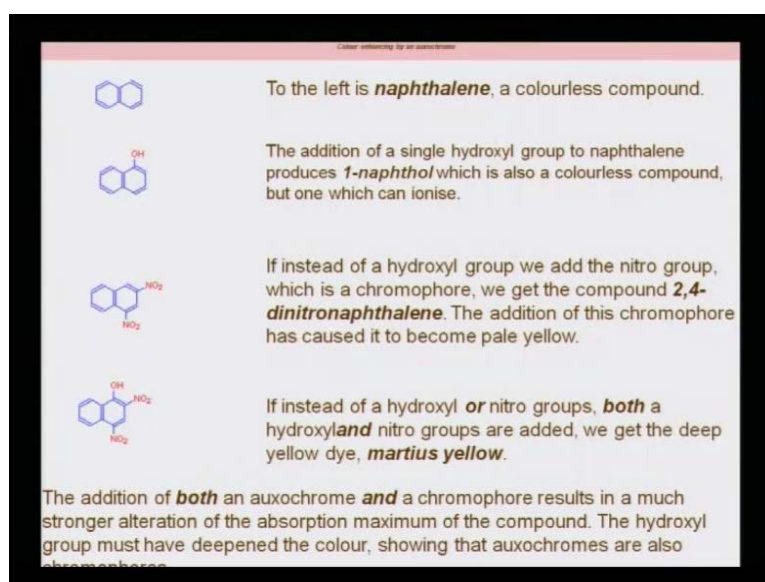 Colour enhancing by an auxochrome
To the left is naphthalene, a colourless compound.
OH
The addition of a single hydroxyl group to naphthalene
produces 1-naphthol which is also a colourless compound,
but one which can ionise.
If instead of a hydroxyl group we add the nitro group,
NO₂
which is a chromophore, we get the compound 2,4-
dinitronaphthalene. The addition of this chromophore
NO₂
has caused it to become pale yellow.
OH
NO₂
If instead of a hydroxyl or nitro groups, both a
hydroxyland nitro groups are added, we get the deep
NO₂
yellow dye, martius yellow.
The addition of both an auxochrome and a chromophore results in a much
stronger alteration of the absorption maximum of the compound. The hydroxyl
group must have deepened the colour, showing that auxochromes are also
chromophores.